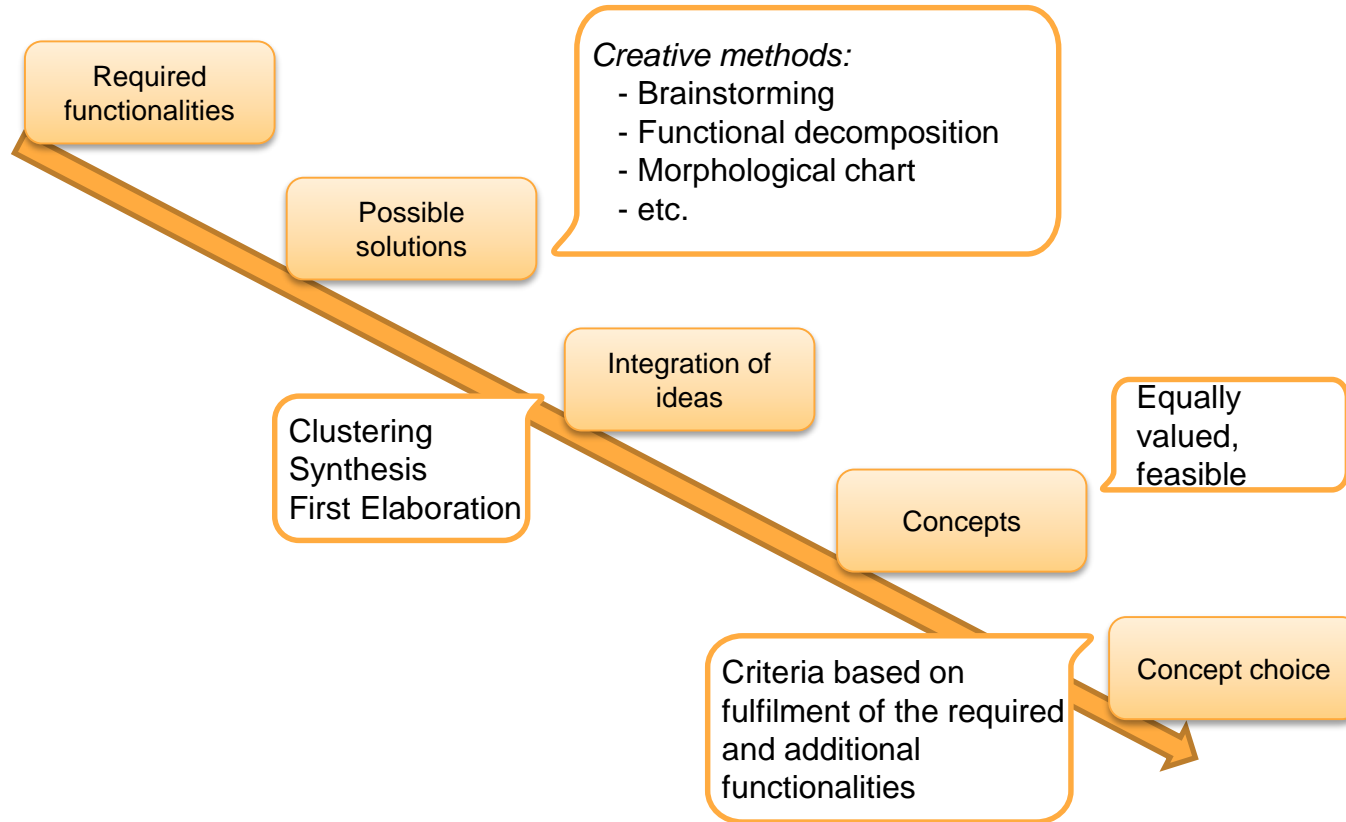 Required
functionalities
Creative methods:
- Brainstorming
- Functional decomposition
- Morphological chart
- etc.
Possible
solutions
Integration of
ideas
Clustering
Synthesis
First Elaboration
Equally
valued,
feasible
Concepts
Criteria based on
fulfilment of the required
and additional
functionalities
Concept choice